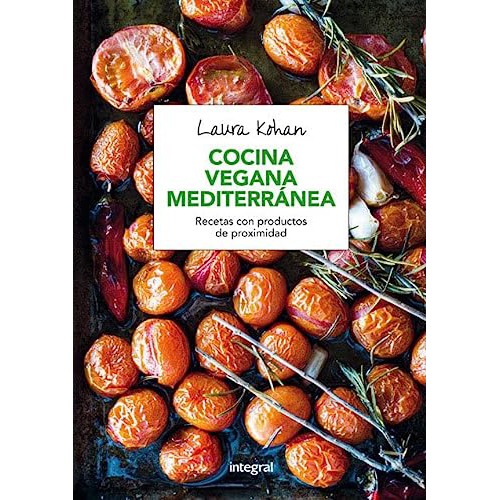 Laura Kohan
COCINA
VEGANA
MEDITERRÁNEA
Recetas con productos
de proximidad
integral